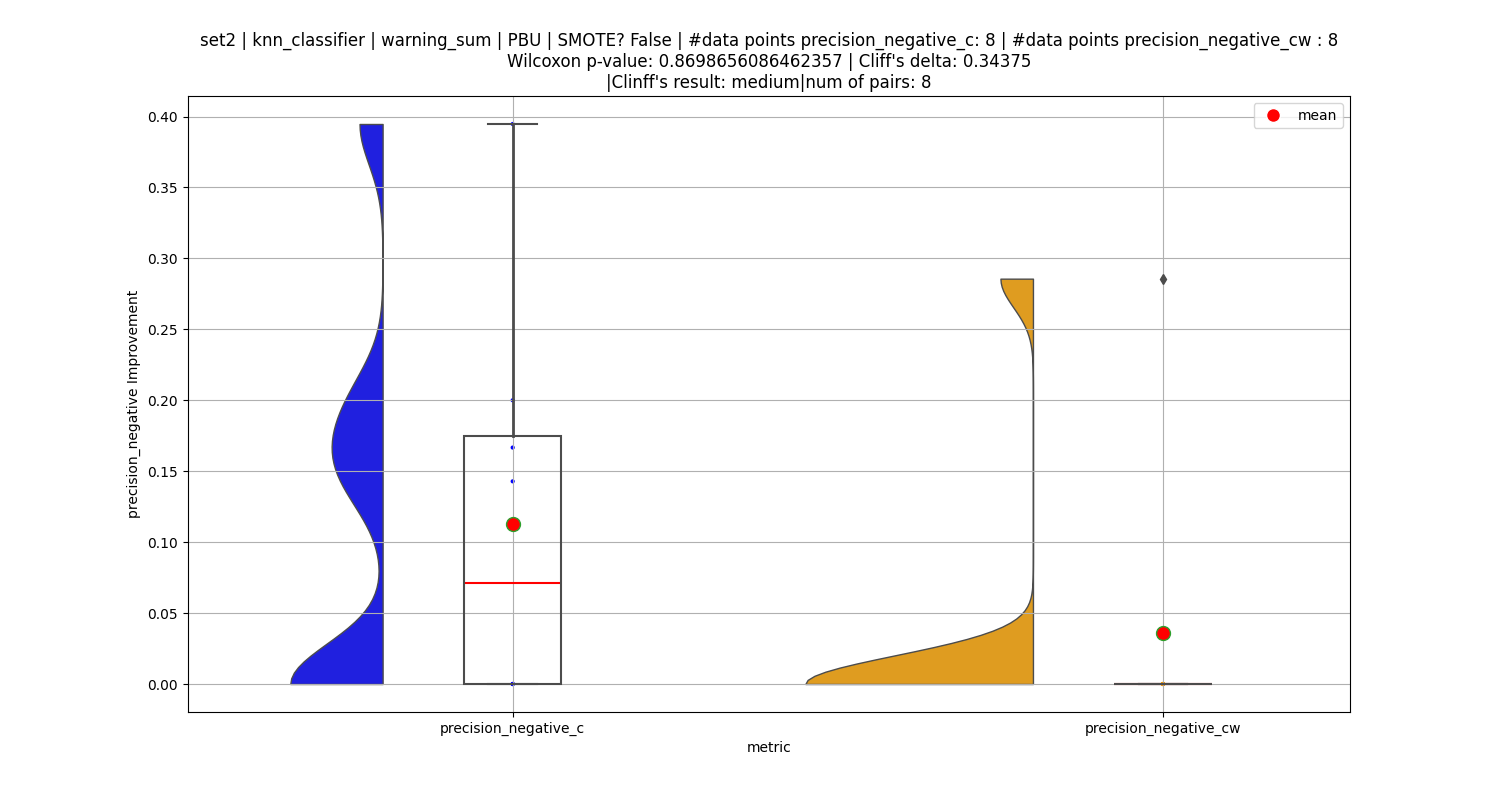 set2 | knn_classifier | warning_sum | PBU | SMOTE? False | #data points precision_negative_c: 8 | #data points precision_negative_cw : 8
Wilcoxon p-value: 0.8698656086462357 | Cliff's delta: 0.34375
|Clinff's result: medium|num of pairs: 8
mean
0.40
0.35
0.30
0.25
0.20
0.15
0.10
0.05
0.00
precision_negative Improvement
precision_negative_c
precision_negative_cw
metric